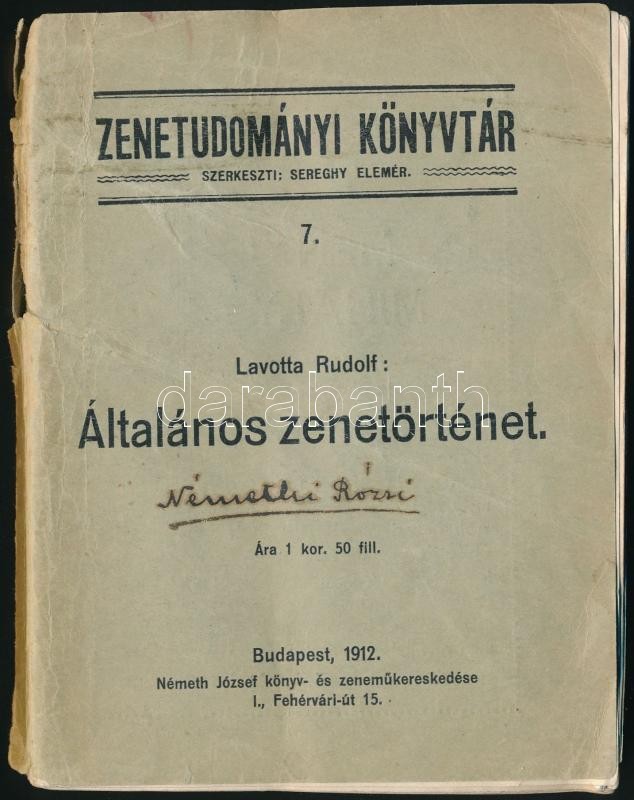 ZENETUDOMÁNYI KÖNYVTÁR
SZERKESZTI: SEREGHY ELEMÉR.
7.
Lavotta Rudolf:
darabanth
Általános zenetörténet.
Némethi Rózsi
Ára 1 kor. 50 fill.
Budapest, 1912.
Németh József könyv- és zeneműkereskedése
I., Fehérvári-út 15.